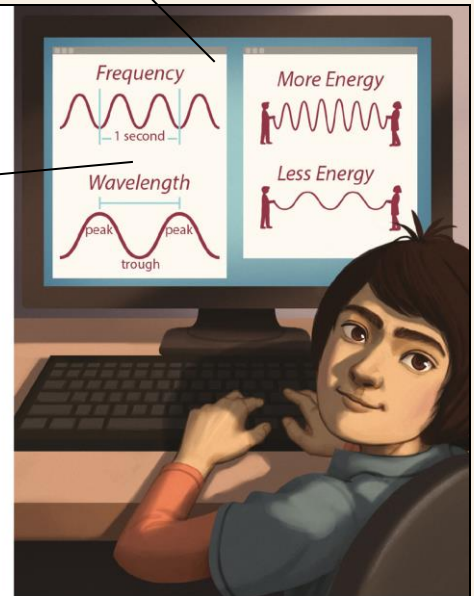 Frequency
1 second
Wavelength
peak peak
trough
More Energy
Less Energy